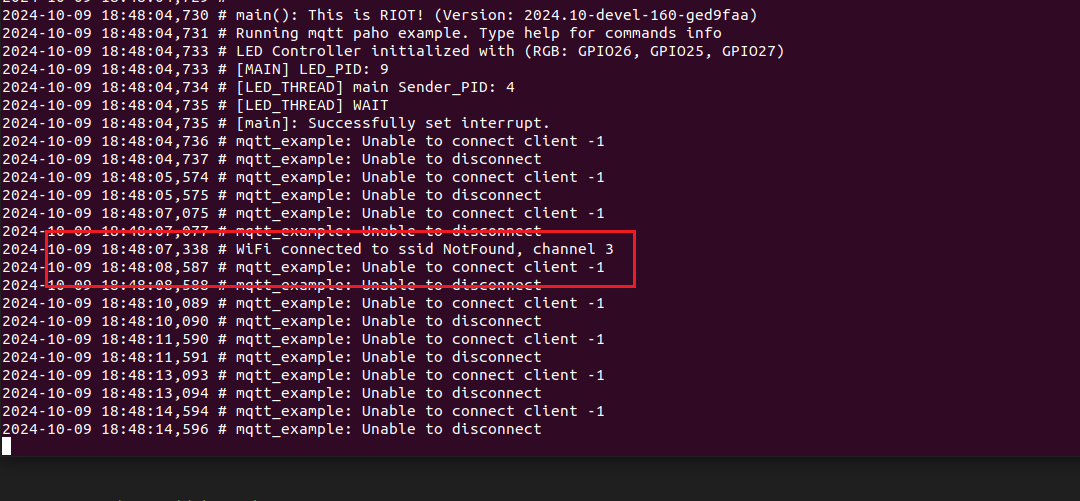 2024-10-09 18:48:04,730 # main(): This is RIOT! (Version: 2024.10-devel-160-ged9faa)
2024-10-09 18:48:04,731 # Running mqtt paho example. Type help for commands info
2024-10-09 18:48:04,733 # LED Controller initialized with (RGB: GPIO26, GPIO25, GPIO27)
2024-10-09 18:48:04,733 # [MAIN] LED_PID: 9
2024-10-09 18:48:04,734 # [LED_THREAD] main Sender_PID: 4
2024-10-09 18:48:04,735 # [LED_THREAD] WAIT
2024-10-09 18:48:04,735 # [main]: Successfully set interrupt.
2024-10-09 18:48:04,736 # mqtt_example: Unable to connect client -1
2024-10-09 18:48:04,737 # mqtt_example: Unable to disconnect
2024-10-09 18:48:05,574 # mqtt_example: Unable to connect client -1
2024-10-09 18:48:05,575 # mqtt_example: Unable to disconnect
2024-10-09 18:48:07,075 # mqtt_example: Unable to connect client -1
2024-10-09 18:48:07,077 # mqtt_example: Unable to disconnect
2024-10-09 18:48:07,338 # WiFi connected to ssid NotFound, channel 3
2024-10-09 18:48:08,587 # mqtt_example: Unable to connect client -1
2024-10-09 18:48:08,588 # mqtt_example: Unable to disconnect
2024-10-09 18:48:10,089 # mqtt_example: Unable to connect client -1
2024-10-09 18:48:10,090 # mqtt_example: Unable to disconnect
2024-10-09 18:48:11,590 # mqtt_example: Unable to connect client -1
2024-10-09 18:48:11,591 # mqtt_example: Unable to disconnect
2024-10-09 18:48:13,093 # mqtt_example: Unable to connect client -1
2024-10-09 18:48:13,094 # mqtt_example: Unable to disconnect
2024-10-09 18:48:14,594 # mqtt_example: Unable to connect client -1
2024-10-09 18:48:14,596 # mqtt_example: Unable to disconnect